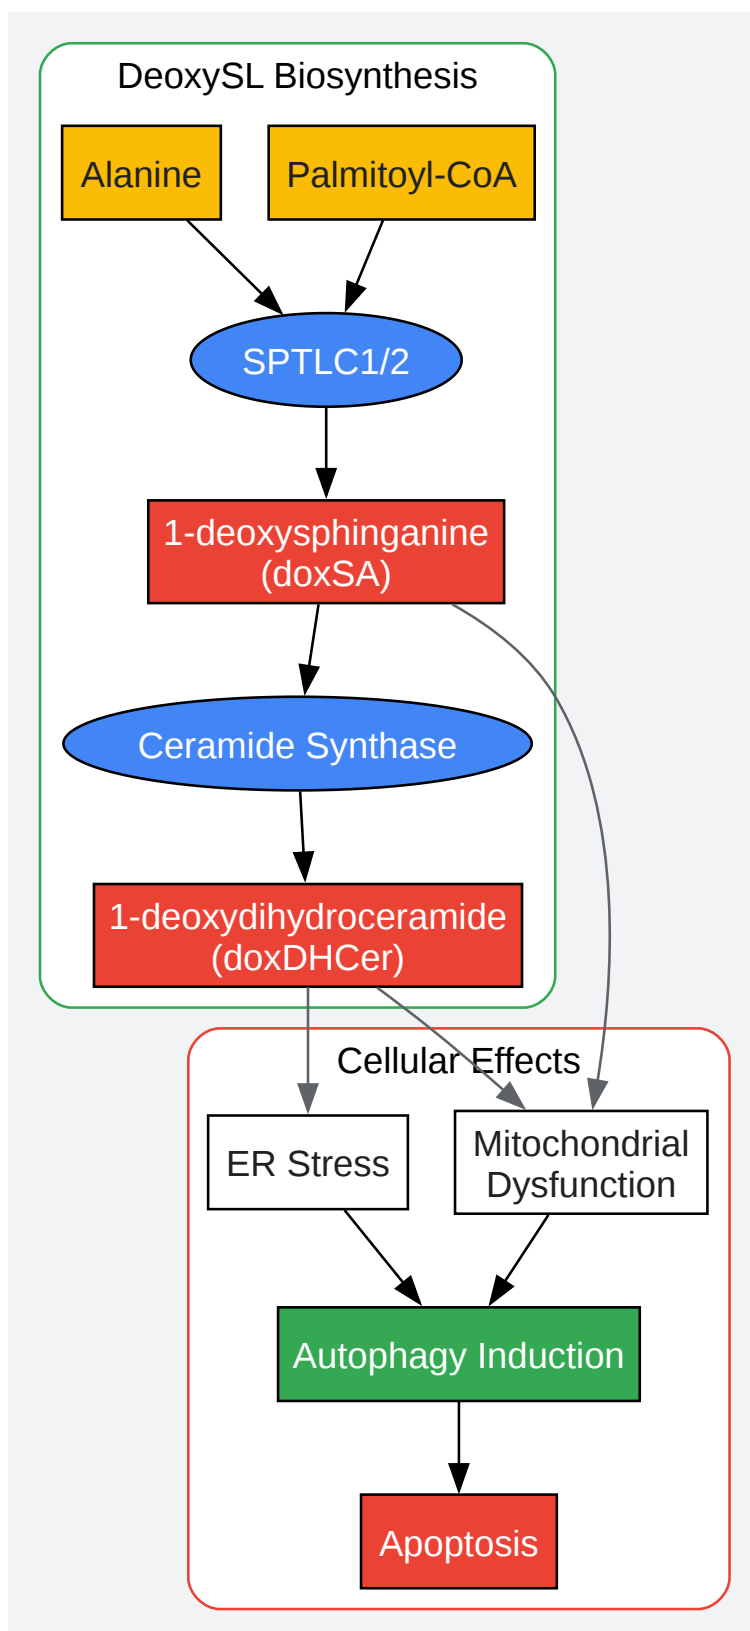 DeoxySL Biosynthesis
Alanine
Palmitoyl-CoA
SPTLC1/2
1-deoxysphinganine
(doxSA)
Ceramide Synthase
1-deoxydihydroceramide
(doxDHCer)
Cellular Effects
ER Stress
Mitochondrial
Dysfunction
Autophagy Induction
Apoptosis